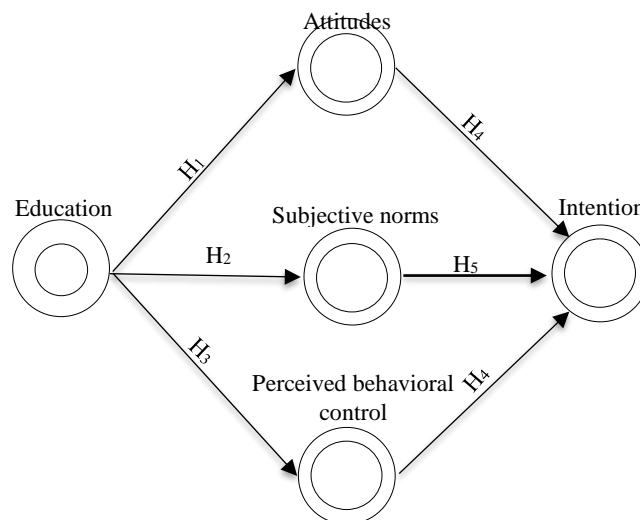 Attitudes
H4
H1
Education
Subjective norms
Intention
H2
H5
H3
Perceived behavioral
control
H4